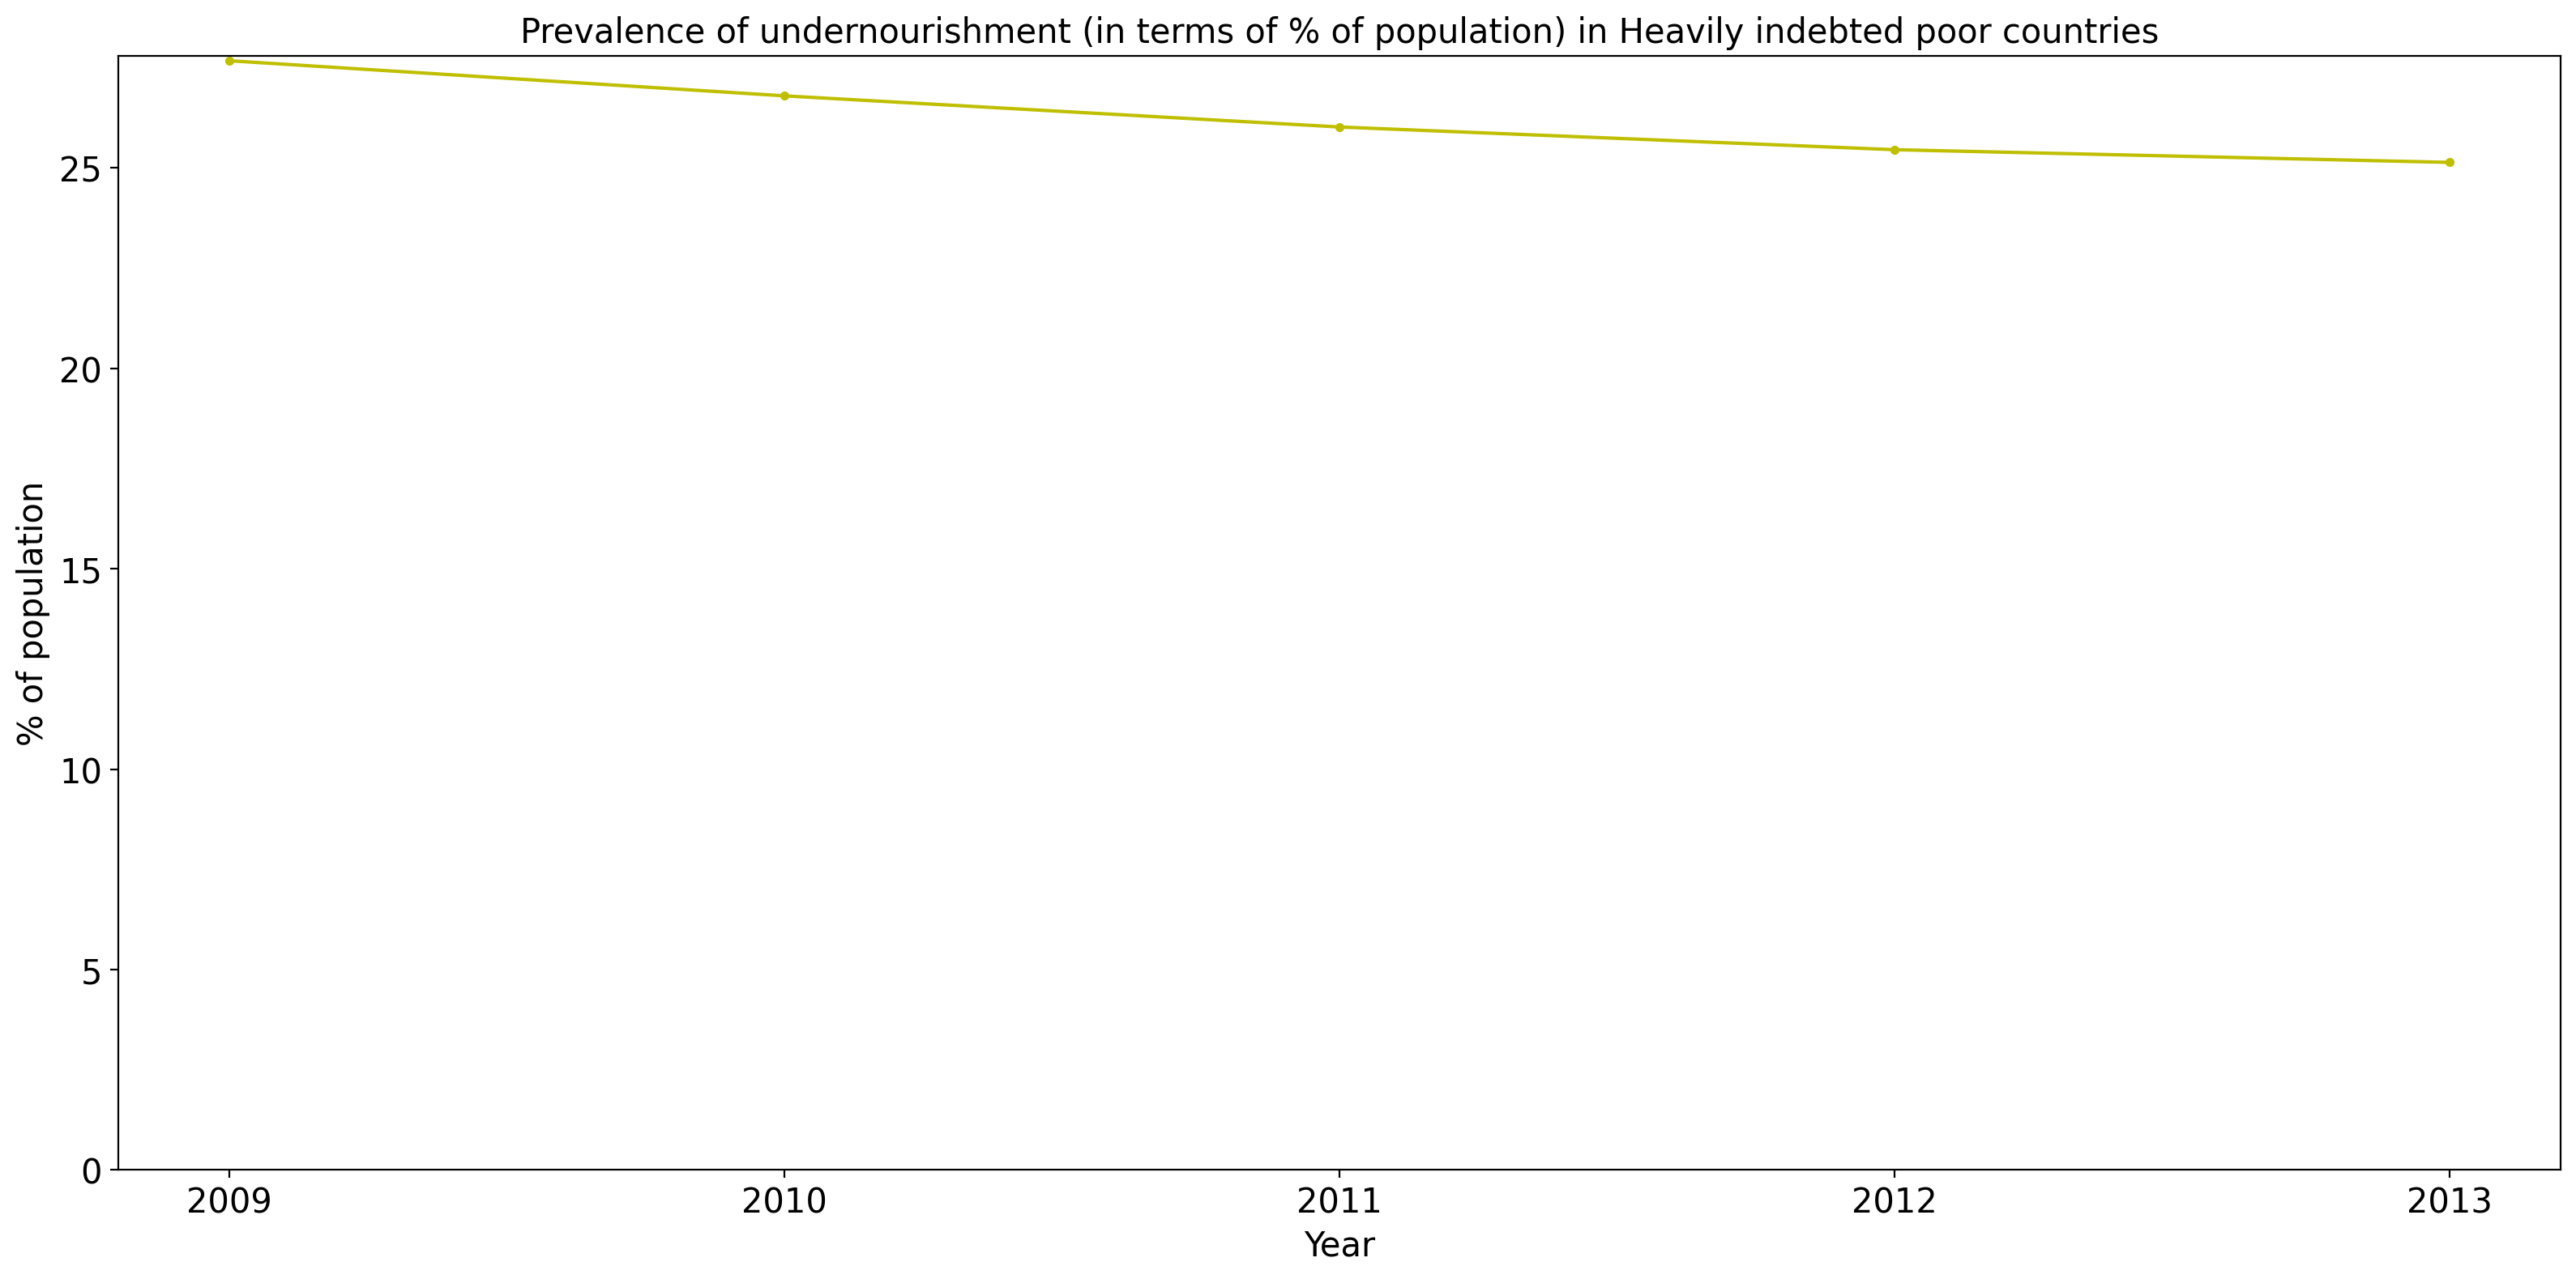 Prevalence of undernourishment (in terms of % of population) in Heavily indebted poor countries
% of population
25
20
15
10
5
0
2009 2010 2011 2012 2013
Year